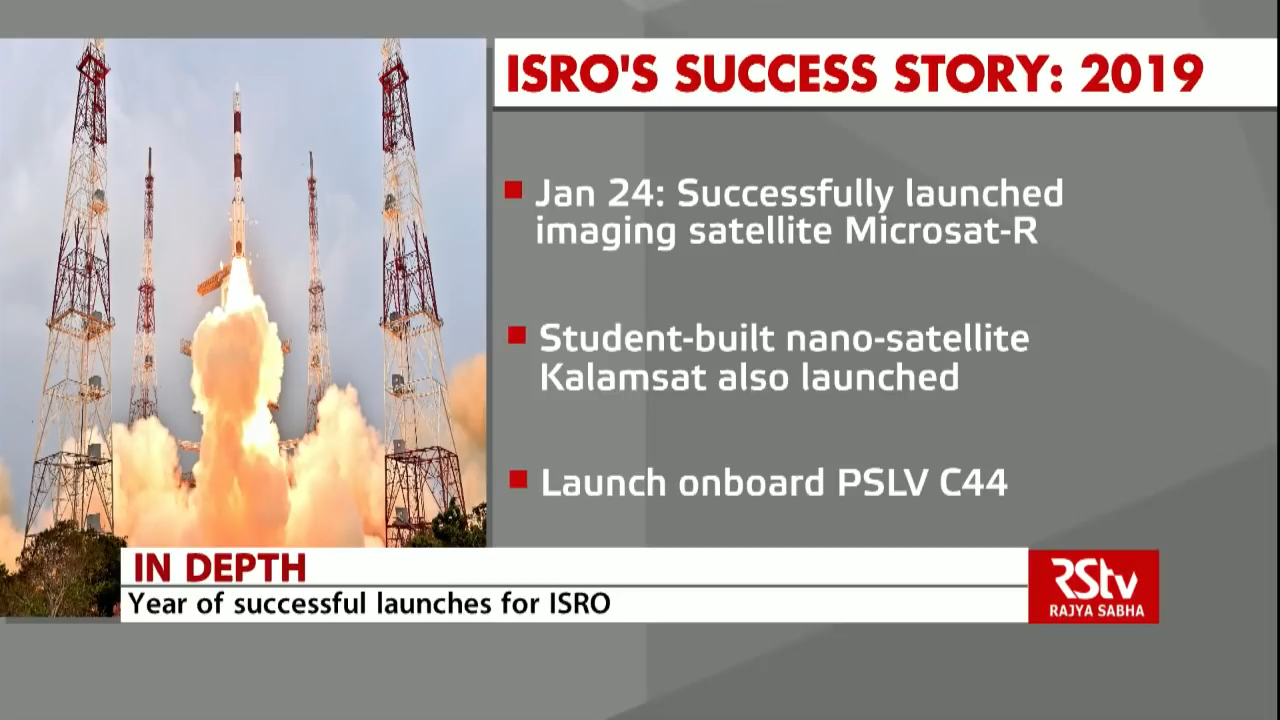 ISRO'S SUCCESS STORY: 2019
Jan 24: Successfully launched
imaging satellite Microsat-R
Student-built nano-satellite
Kalamsat also launched
Launch onboard PSLV C44
IN DEPTH
Year of successful launches for ISRO
RStv
RAJYA SABHA